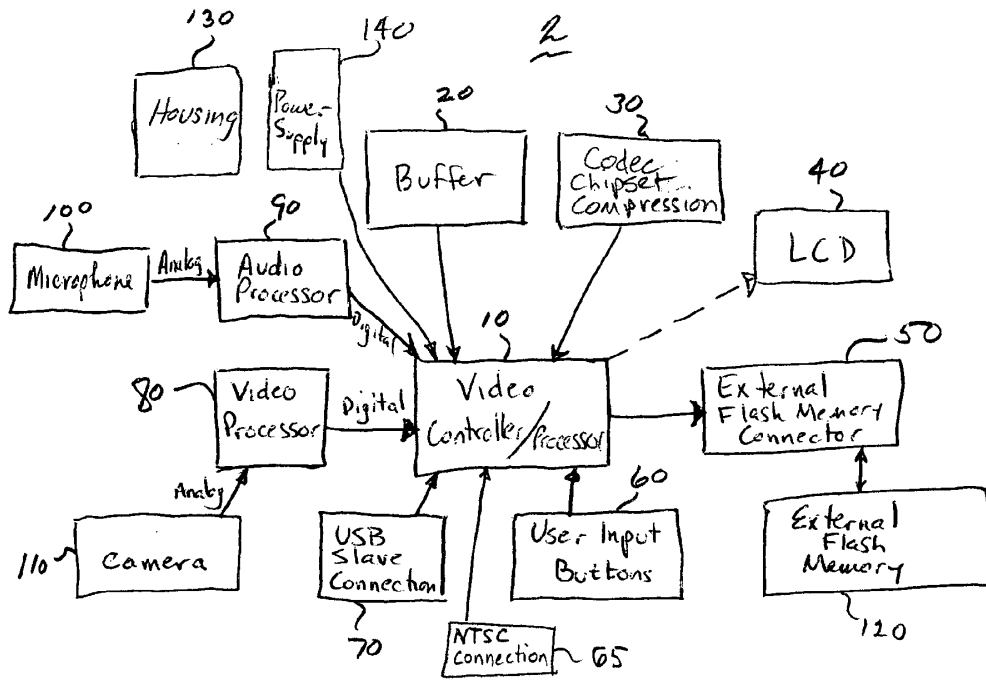 130
140
2
Housing
Power
Supply
20
Buffer
30
Codec
Chipset
Compression
40
LCD
100
Microphone
Analog
90
Audio
Processor
Digital
10
Video
Controller/Processor
50
External
Flash Memory
Connector
80
Video
Processor
Digital
Analog
110
Camera
USB
Slave
Connection
70
NTSC
Connection
65
60
User Input
Buttons
External
Flash
Memory
120